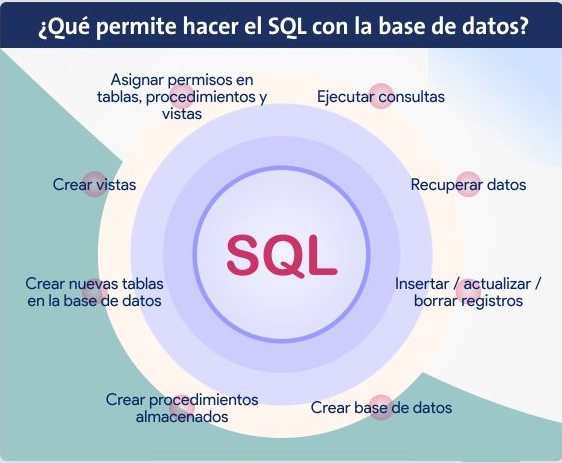 ¿Qué permite hacer el SQL con la base de datos?
Asignar permisos en
tablas, procedimientos y
vistas
Ejecutar consultas
Crear vistas
Recuperar datos
SQL
Crear nuevas tablas
en la base de datos
Insertar / actualizar /
borrar registros
Crear procedimientos
almacenados
Crear base de datos